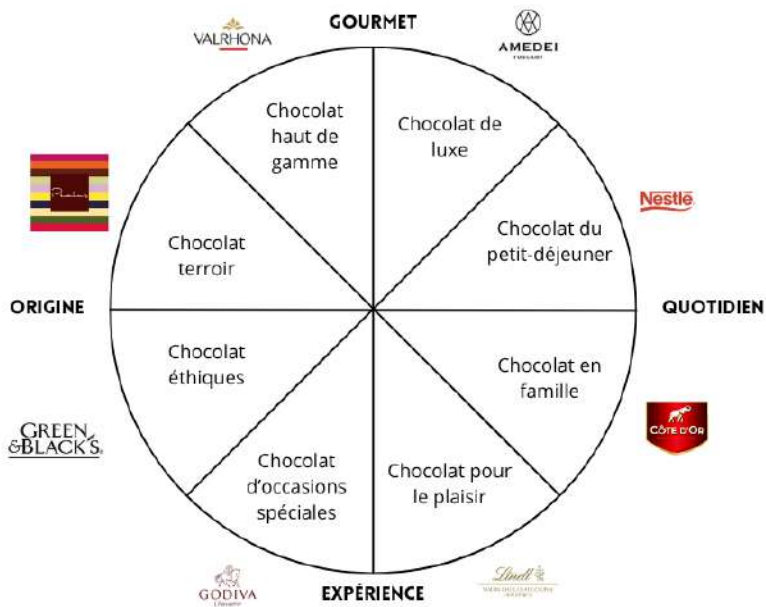 GOURMET
VALRHONA
AMEDEI
Chocolat
haut de
gamme
Chocolat de
luxe
Nestlé
Chocolat
terroir
Chocolat du
petit-déjeuner
ORIGINE
QUOTIDIEN
Chocolat
éthiques
Chocolat en
famille
GREEN
&BLACK'S
CÔTE D'OR
Chocolat
d'occasions
spéciales
Chocolat pour
le plaisir
GODIVA
Lindt
EXPÉRIENCE